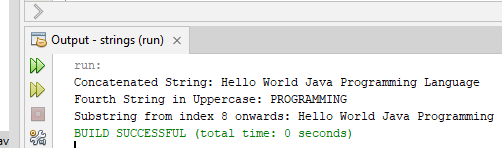 Output - strings (run)
run:
Concatenated String: Hello World Java Programming Language
Fourth String in Uppercase: PROGRAMMING
Substring from index 8 onwards: Hello World Java Programming
BUILD SUCCESSFUL (total time: 0 seconds)
av